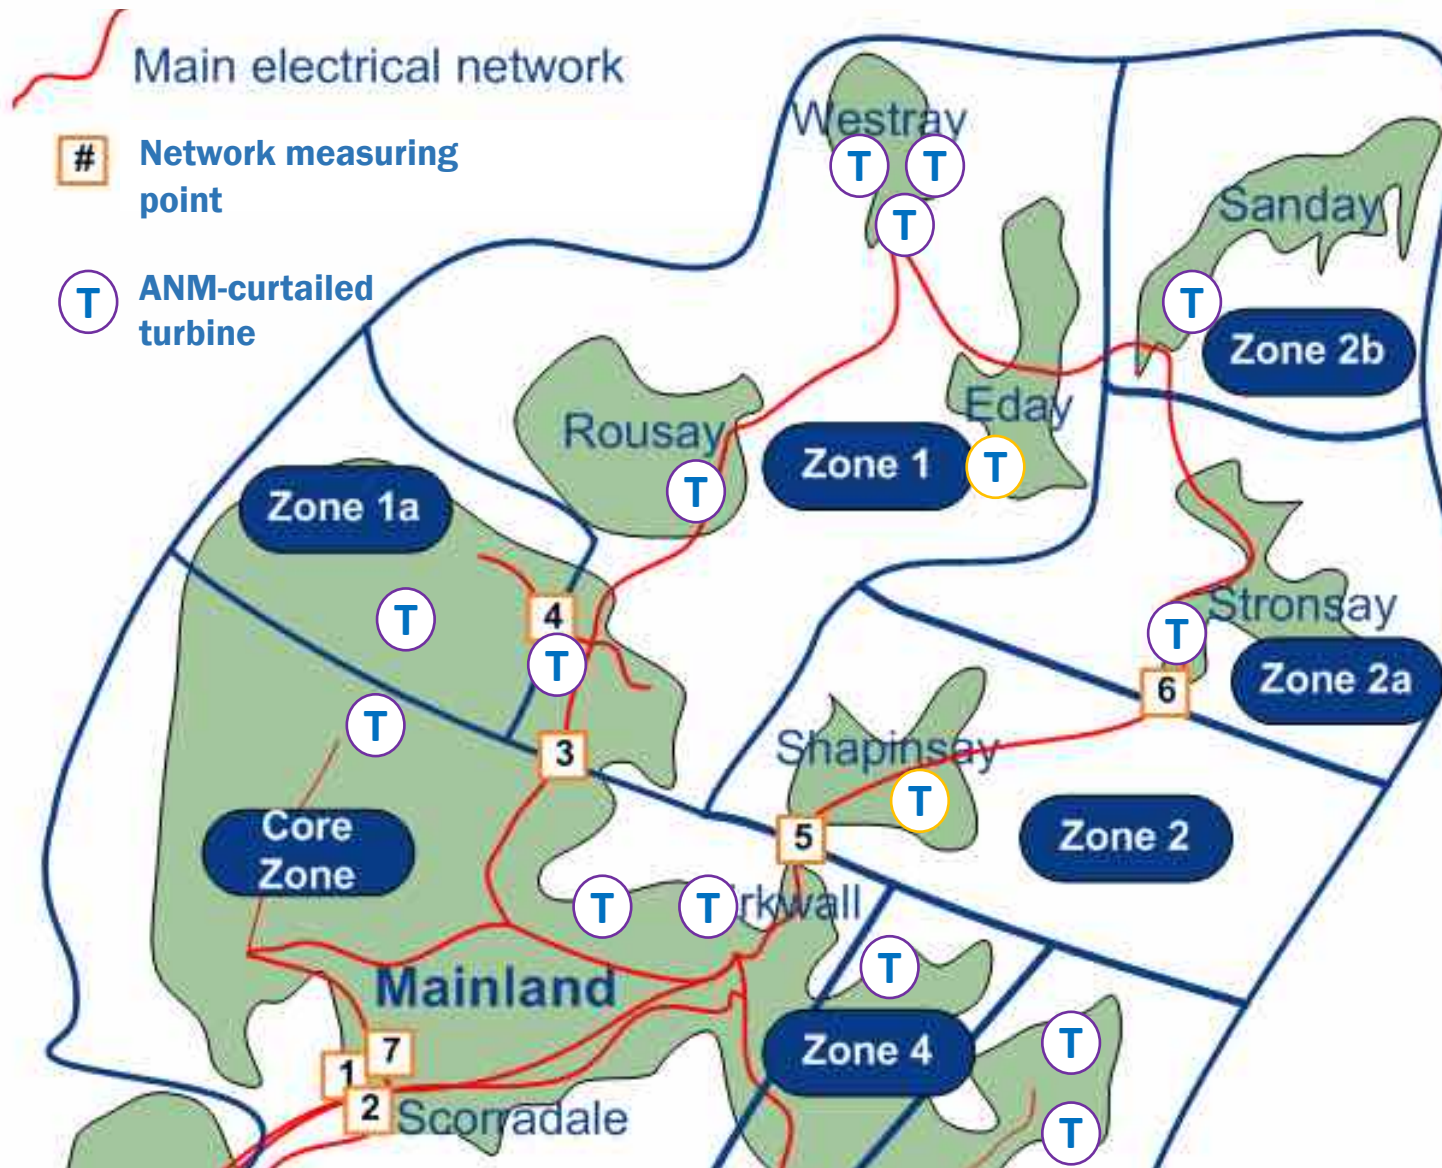 Main electrical network
# Network measuring
point
T ANM-curtailed
turbine
Westray
T T
T
Sanday
T
Zone 2b
Eday
Rousay
Zone 1
T
T
Zone 1a
4
T
T
Stronsay
T
Zone 2a
6
T
3
Shapinsay
T
5
Zone 2
Core
Zone
T T rkwall
T
Mainland
Zone 4
T
7
1
2
Scorradale
T